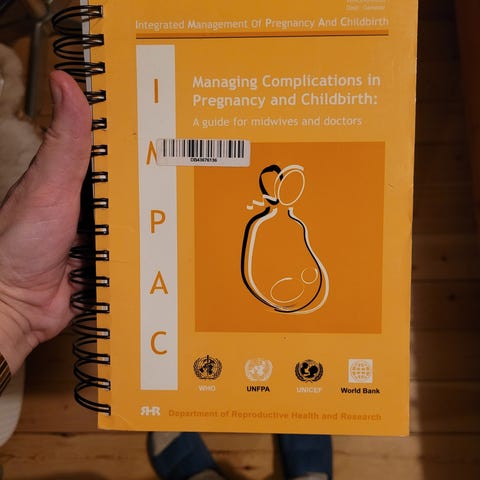 Integrated Management Of Pregnancy And Childbirth
Managing Complications in
Pregnancy and Childbirth:
A guide for midwives and doctors
I
M
P
A
C
WHO
UNFPA
UNICEF
World Bank
RHR
Department of Reproductive Health and Research